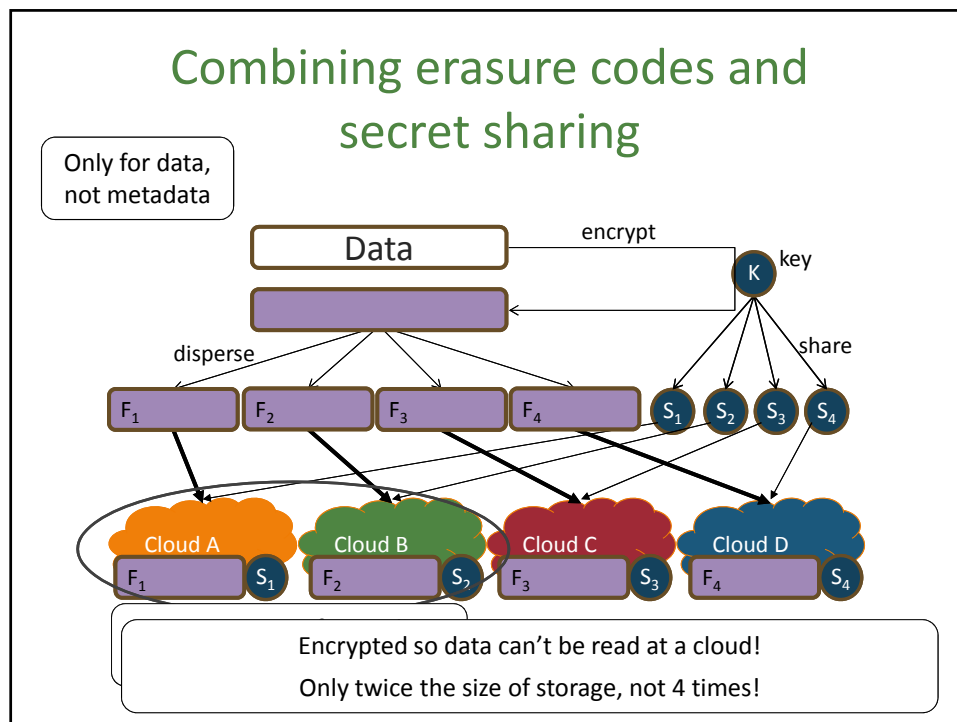 Combining erasure codes and
secret sharing
Only for data,
not metadata
Data
encrypt
K
key
disperse
share
F1
F2
F3
F4
S1
S2
S3
S4
Cloud A
Cloud B
Cloud C
Cloud D
F1
S1
F2
S2
F3
S3
F4
S4
Encrypted so data can’t be read at a cloud!
Only twice the size of storage, not 4 times!